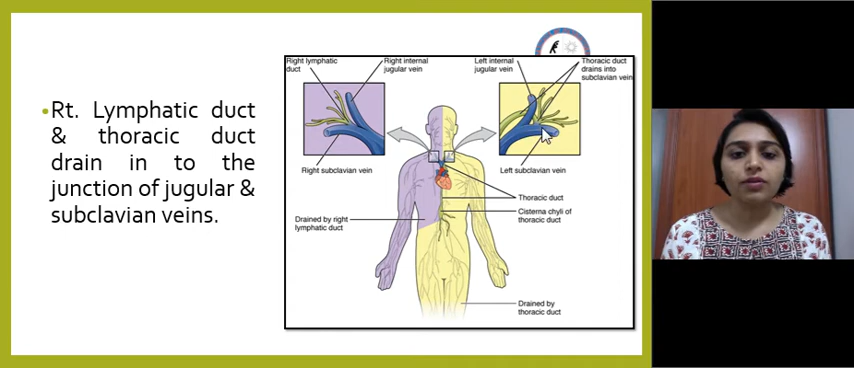 •Rt. Lymphatic duct
& thoracic duct
drain in to the
junction of jugular &
subclavian veins.
Right lymphatic
duct
Right internal
jugular vein
Left internal
jugular vein
Thoracic duct
drains into
subclavian vein
Right subclavian vein
Left subclavian vein
Thoracic duct
Cisterna chyli of
thoracic duct
Drained by right
lymphatic duct
Drained by
thoracic duct